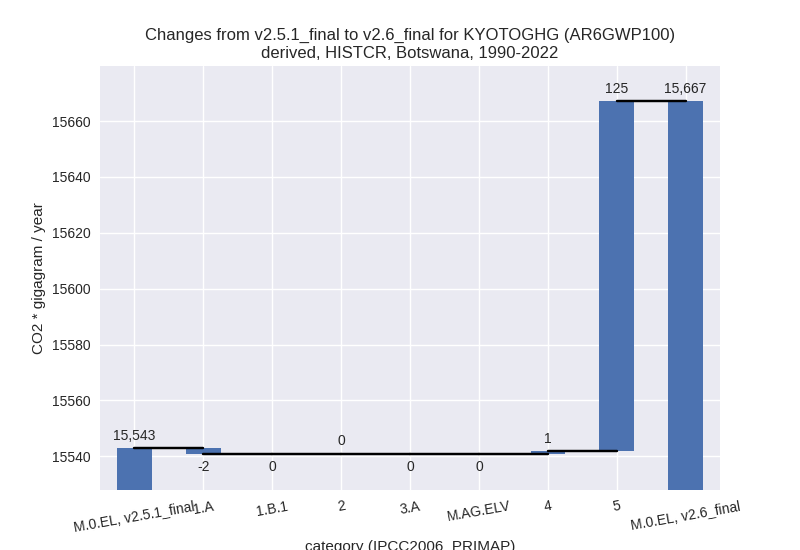 Changes from v2.5.1_final to v2.6_final for KYOTOGHG (AR6GWP100)
derived, HISTCR, Botswana, 1990-2022
CO2 * gigagram / year
15660
15640
15620
15600
15580
15560
15540
15,543
-2
0
0
0
0
1
125
15,667
M.0.EL, v2.5.1_final
1.A
1.B.1
2
3.A
M.AG.ELV
4
5
M.0.EL, v2.6_final
category (IPCC2006_PRIMAP)